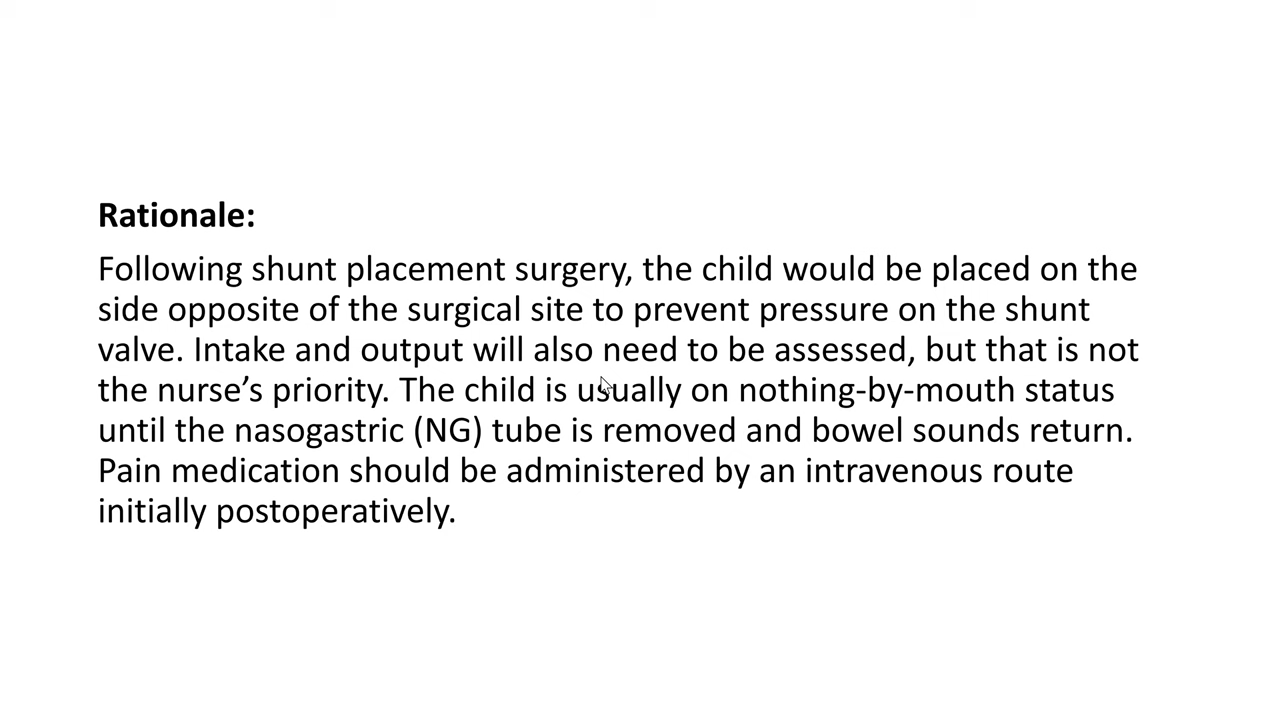 Rationale:
Following shunt placement surgery, the child would be placed on the
side opposite of the surgical site to prevent pressure on the shunt
valve. Intake and output will also need to be assessed, but that is not
the nurse’s priority. The child is usually on nothing-by-mouth status
until the nasogastric (NG) tube is removed and bowel sounds return.
Pain medication should be administered by an intravenous route
initially postoperatively.